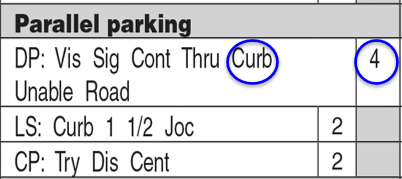 Parallel parking
DP: Vis Sig Cont Thru Curb 4
Unable Road
LS: Curb 1 1/2 Joc 2
CP: Try Dis Cent 2